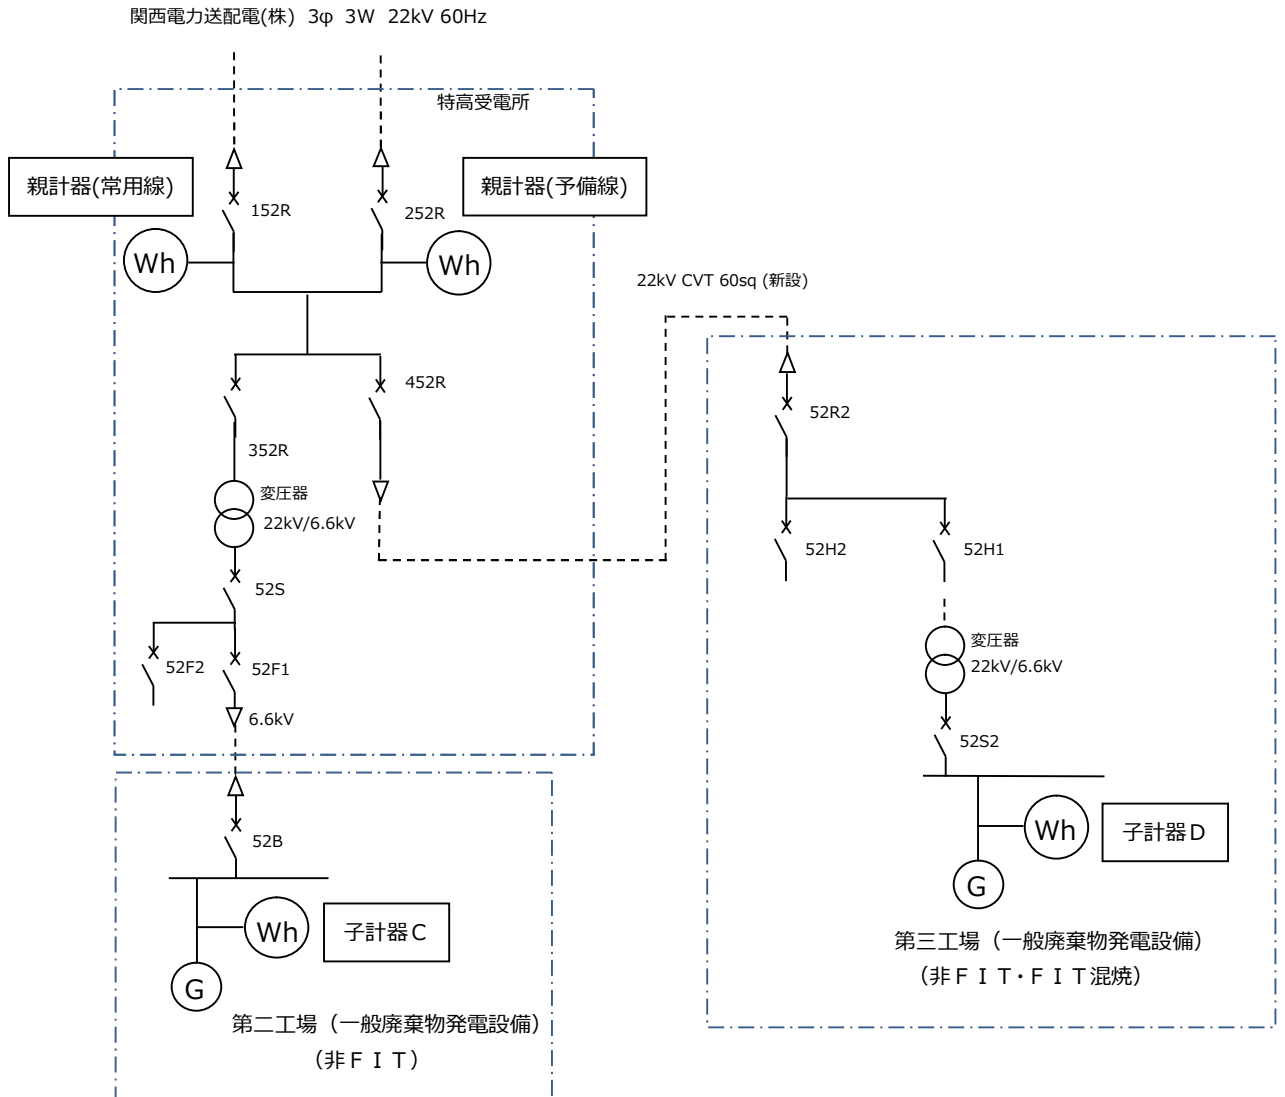 関西電力送配電(株) 3φ 3W 22kV 60Hz
特高受電所
親計器(常用線)
親計器(予備線)
152R
252R
Wh
Wh
22kV CVT 60sq (新設)
452R
52R2
352R
変圧器
22kV/6.6kV
52H2
52H1
52S
変圧器
22kV/6.6kV
52F2
52F1
6.6kV
52S2
Wh
子計器D
52B
G
Wh
子計器C
第三工場（一般廃棄物発電設備）
（非FIT・FIT混焼）
G
第二工場（一般廃棄物発電設備）
（非FIT）